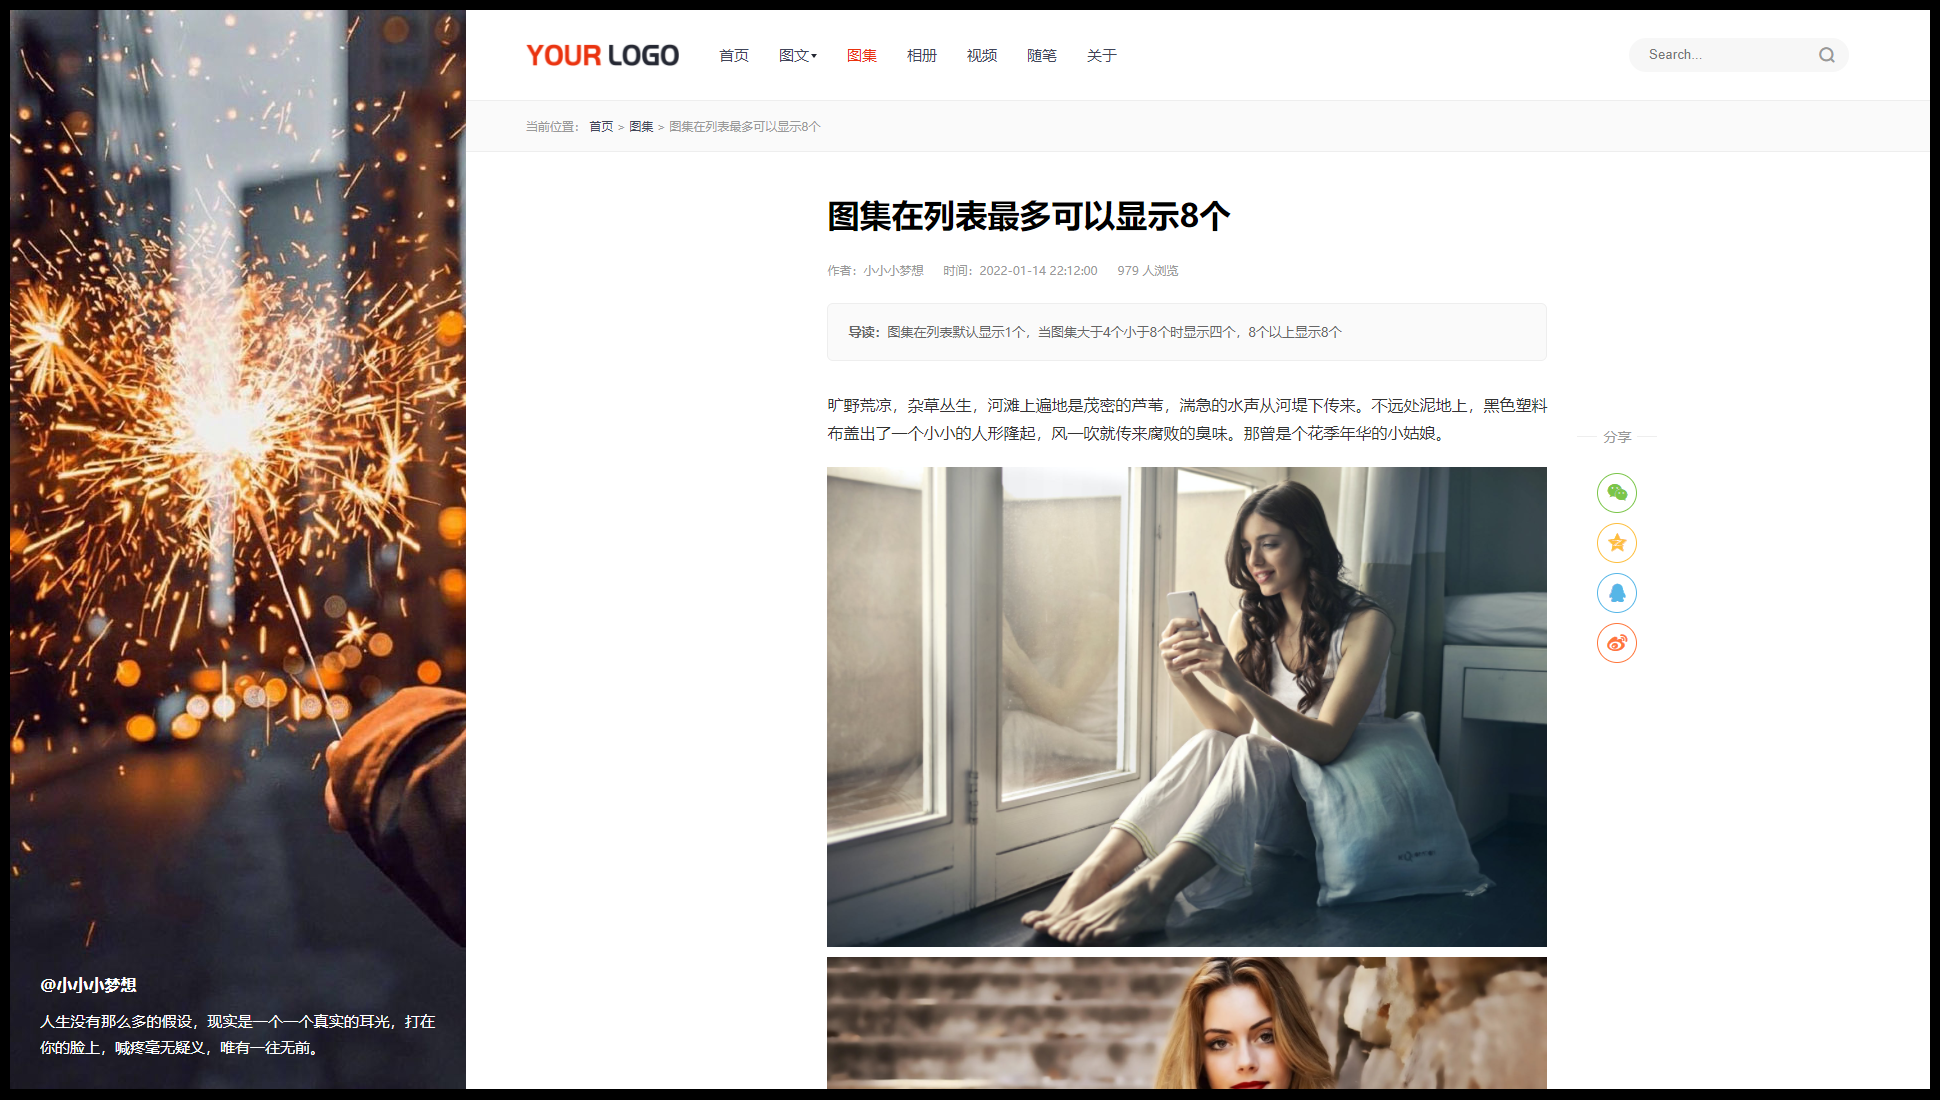 YOUR LOGO
首页 图文 图集 相册 视频 随笔 关于
Search...
当前位置： 首页 > 图集 > 图集在列表最多可以显示8个
图集在列表最多可以显示8个
作者：小小小梦想 时间：2022-01-14 22:12:00 979 人浏览
导读：图集在列表默认显示1个，当图集大于4个小于8个时显示四个，8个以上显示8个
旷野荒凉，杂草丛生，河滩上遍地是茂密的芦苇，湍急的水声从河堤下传来。不远处泥地上，黑色塑料
布盖出了一个小小的人形隆起，风一吹就传来腐败的臭味。那曾是个花季年华的小姑娘。
分享
@小小小梦想
人生没有那么多的假设，现实是一个一个真实的耳光，打在
你的脸上，喊疼毫无疑义，唯有一往无前。